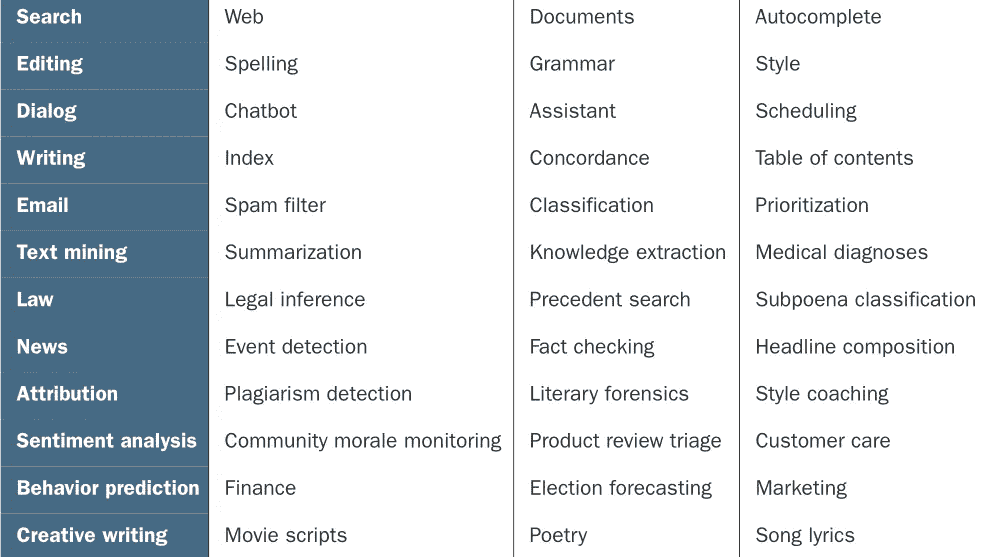 Search Web Documents Autocomplete
Editing Spelling Grammar Style
Dialog Chatbot Assistant Scheduling
Writing Index Concordance Table of contents
Email Spam filter Classification Prioritization
Text mining Summarization Knowledge extraction Medical diagnoses
Law Legal inference Precedent search Subpoena classification
News Event detection Fact checking Headline composition
Attribution Plagiarism detection Literary forensics Style coaching
Sentiment analysis Community morale monitoring Product review triage Customer care
Behavior prediction Finance Election forecasting Marketing
Creative writing Movie scripts Poetry Song lyrics